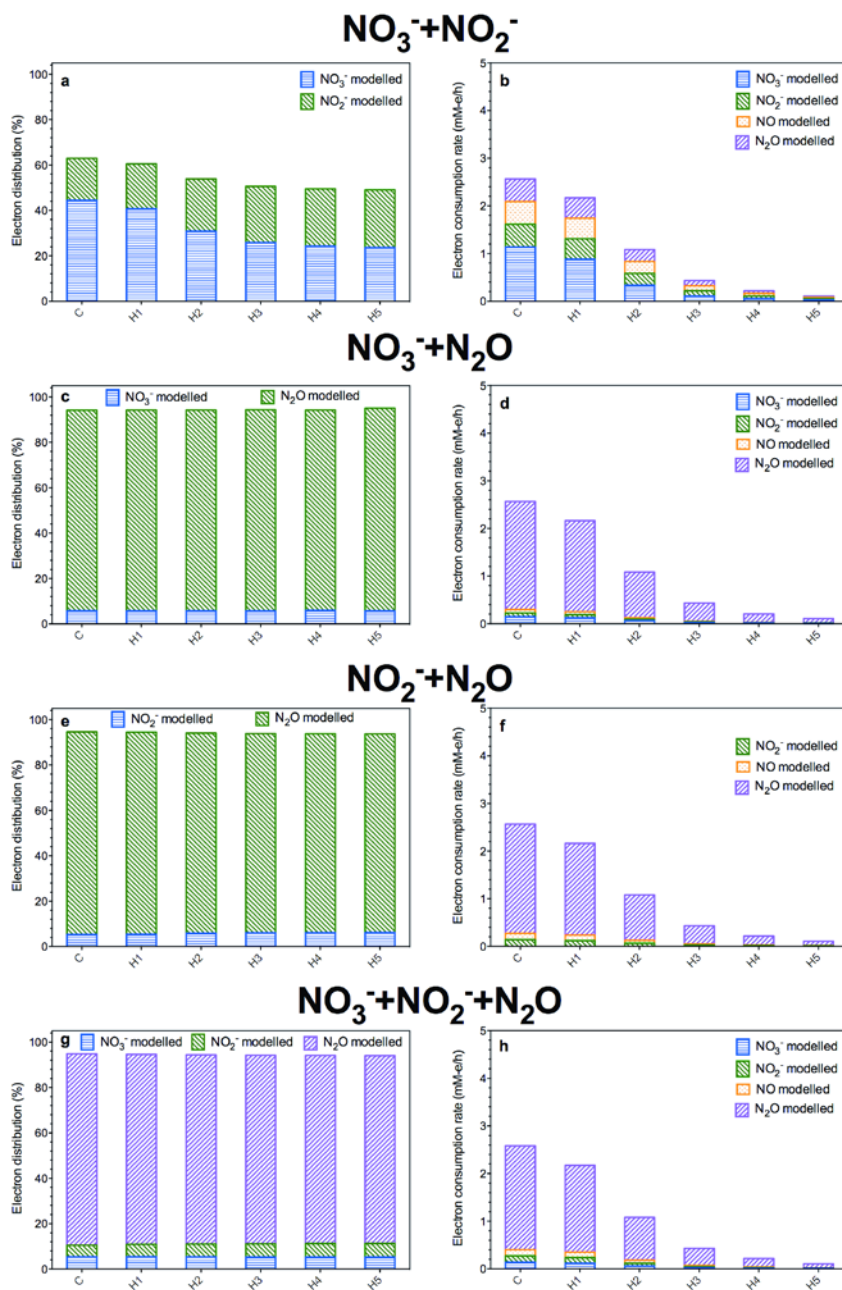 NO₃⁻+NO₂⁻
a
NO₃⁻ modelled
NO₂⁻ modelled
Electron distribution (%)
100
80
60
40
20
0
C
H1
H2
H3
H4
H5
b
NO₃⁻ modelled
NO₂⁻ modelled
NO modelled
N₂O modelled
Electron consumption rate (mM-e/h)
5
4
3
2
1
0
C
H1
H2
H3
H4
H5
NO₃⁻+N₂O
c
NO₃⁻ modelled
N₂O modelled
Electron distribution (%)
100
80
60
40
20
0
C
H1
H2
H3
H4
H5
d
NO₃⁻ modelled
NO₂⁻ modelled
NO modelled
N₂O modelled
Electron consumption rate (mM-e/h)
5
4
3
2
1
0
C
H1
H2
H3
H4
H5
NO₂⁻+N₂O
e
NO₂⁻ modelled
N₂O modelled
Electron distribution (%)
100
80
60
40
20
0
C
H1
H2
H3
H4
H5
f
NO₂⁻ modelled
NO modelled
N₂O modelled
Electron consumption rate (mM-e/h)
5
4
3
2
1
0
C
H1
H2
H3
H4
H5
NO₃⁻+NO₂⁻+N₂O
g
NO₃⁻ modelled
NO₂⁻ modelled
N₂O modelled
Electron distribution (%)
100
80
60
40
20
0
C
H1
H2
H3
H4
H5
h
NO₃⁻ modelled
NO₂⁻ modelled
NO modelled
N₂O modelled
Electron consumption rate (mM-e/h)
5
4
3
2
1
0
C
H1
H2
H3
H4
H5